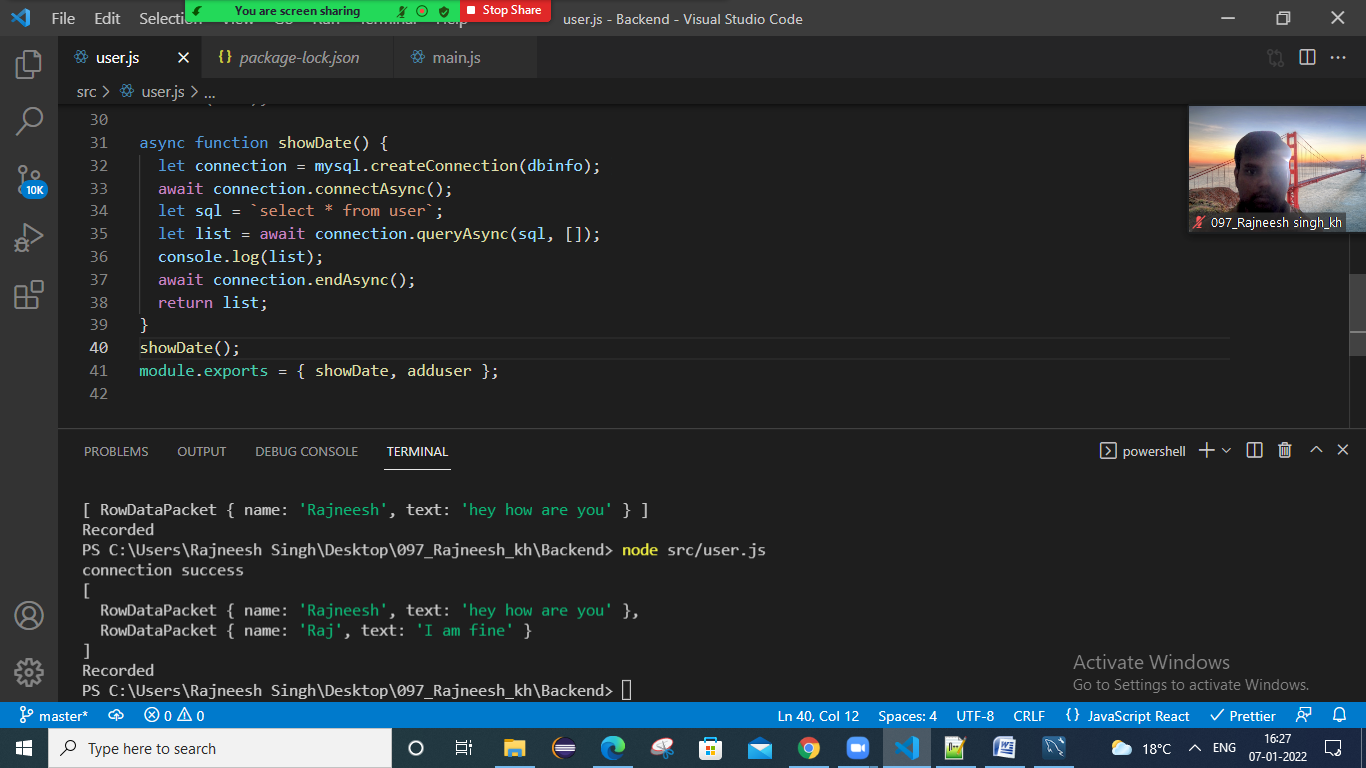 You are screen sharing
Stop Share
File Edit
user.js - Backend - Visual Studio Code
user.js
{} package-lock.json
main.js
src > user.js > ...
30
31 async function showDate() {
32 let connection = mysql.createConnection(dbinfo);
33 await connection.connectAsync();
34 let sql = `select * from user`;
35 let list = await connection.queryAsync(sql, []);
36 console.log(list);
37 await connection.endAsync();
38 return list;
39 }
40 showDate();
41 module.exports = { showDate, adduser };
42
097_Rajneesh singh_kh
10K
PROBLEMS OUTPUT DEBUG CONSOLE TERMINAL
powershell
[ RowDataPacket { name: 'Rajneesh', text: 'hey how are you' } ]
Recorded
PS C:\Users\Rajneesh Singh\Desktop\097_Rajneesh_kh\Backend> node src/user.js
connection success
[
RowDataPacket { name: 'Rajneesh', text: 'hey how are you' },
RowDataPacket { name: 'Raj', text: 'I am fine' }
]
Recorded
PS C:\Users\Rajneesh Singh\Desktop\097_Rajneesh_kh\Backend>
Activate Windows
Go to Settings to activate Windows.
master* 0 0 Ln 40, Col 12 Spaces: 4 UTF-8 CRLF {} JavaScript React Prettier
Type here to search
18°C ENG
16:27
07-01-2022